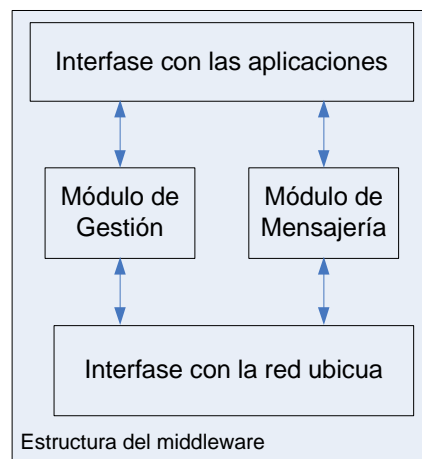 Interfase con las aplicaciones
Módulo de
Gestión
Módulo de
Mensajería
Interfase con la red ubicua
Estructura del middleware